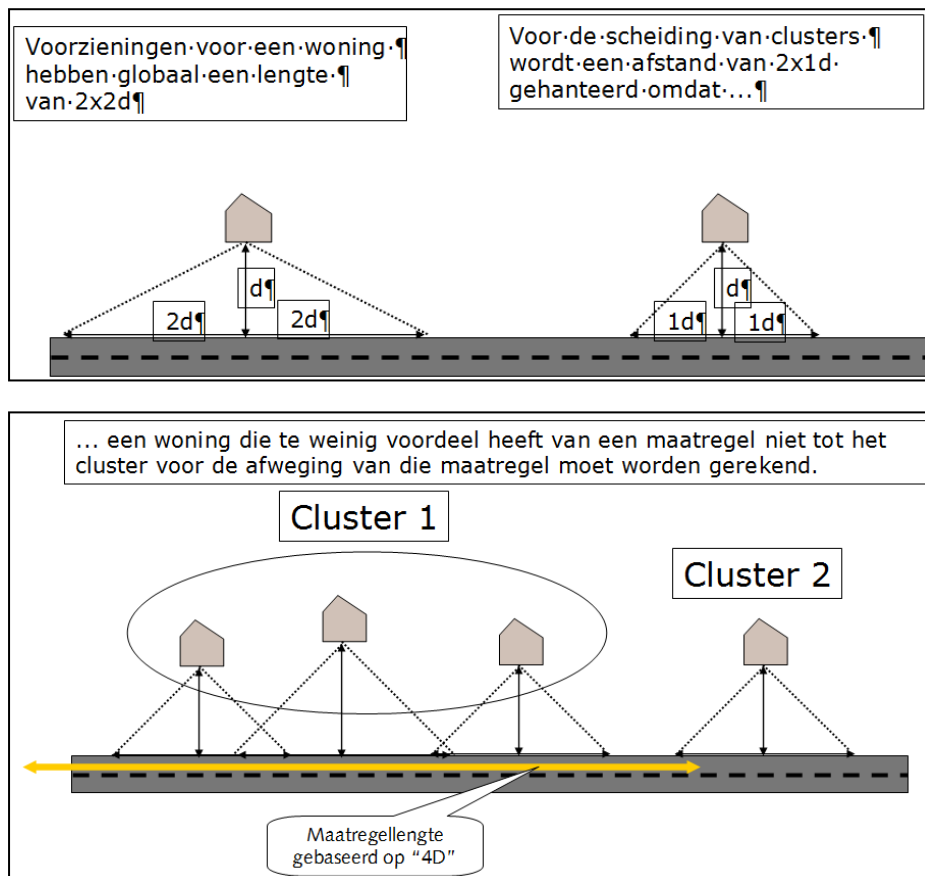 Voorzieningen·voor·een·woning·¶
hebben·globaal·een·lengte·¶
van·2x2d¶
Voor·de·scheiding·van·clusters·¶
wordt·een·afstand·van·2x1d·
gehanteerd·omdat·...¶
d¶
2d¶
2d¶
d¶
1d¶
1d¶
... een woning die te weinig voordeel heeft van een maatregel niet tot het
cluster voor de afweging van die maatregel moet worden gerekend.
Cluster 1
Cluster 2
Maatregellengte
gebaseerd op “4D”